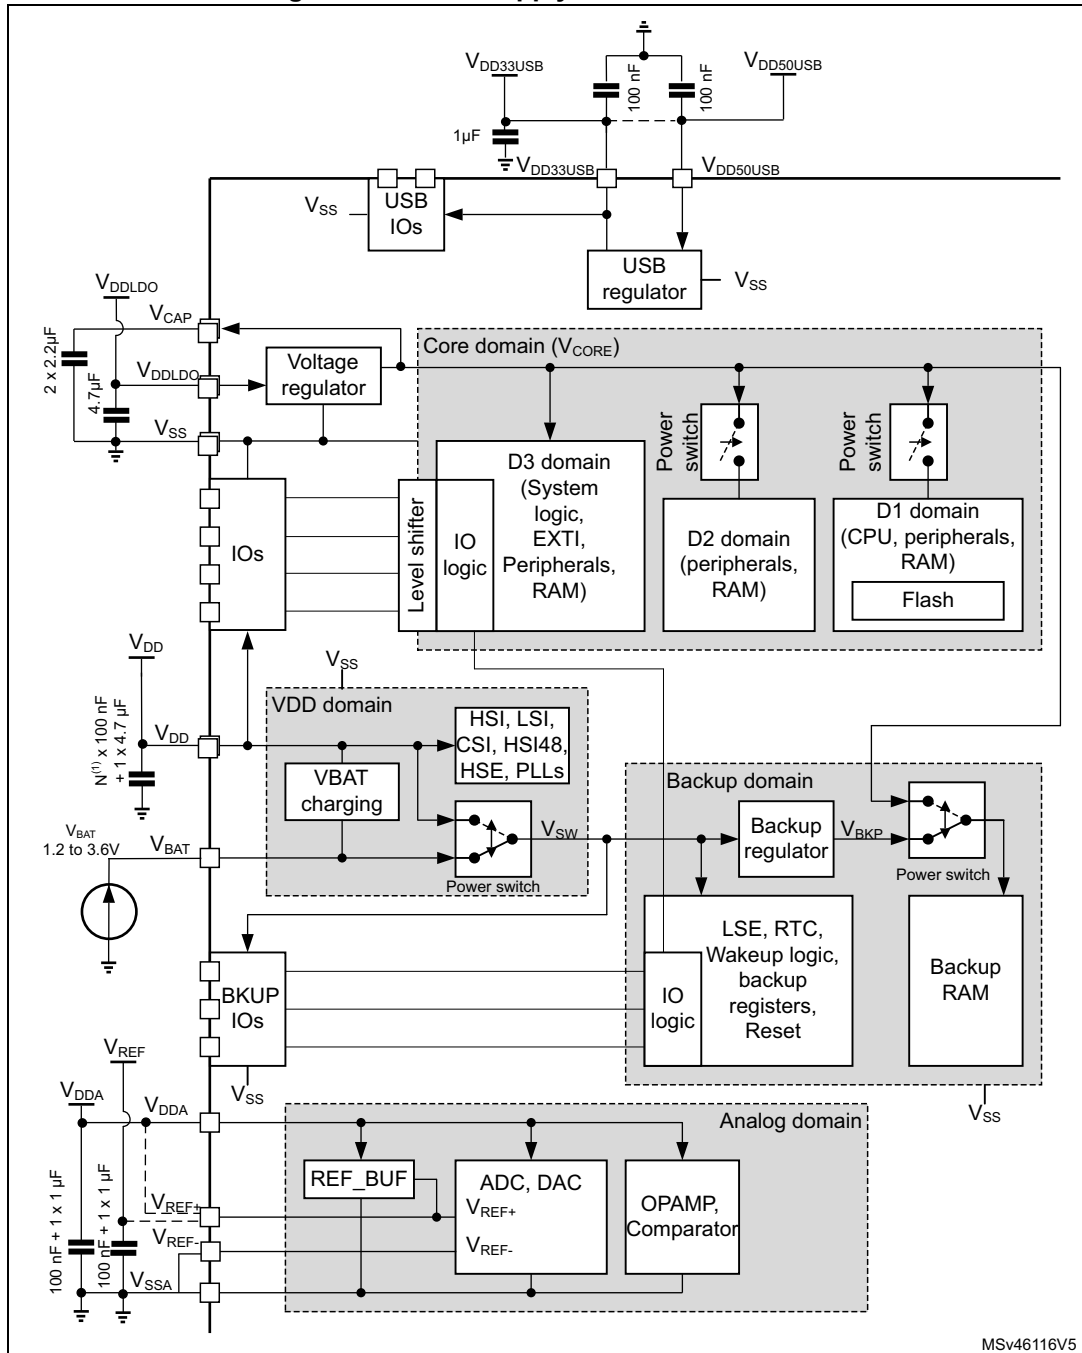 VDD33USB
100 nF
100 nF
VDD50USB
1µF
VDD33USB
VDD50USB
VSS
USB
IOs
USB
regulator
VSS
VDDLDO
VCAP
2 x 2.2µF
VDDLDO
4.7µF
VSS
Voltage
regulator
Core domain (VCORE)
Power
switch
Power
switch
Level shifter
IO
logic
D3 domain
(System
logic,
EXTI,
Peripherals,
RAM)
D2 domain
(peripherals,
RAM)
D1 domain
(CPU, peripherals,
RAM)
Flash
IOs
VDD
N(1) x 100 nF
+ 1 x 4.7 µF
VDD
VSS
VDD domain
HSI, LSI,
CSI, HSI48,
HSE, PLLs
VBAT
charging
VBAT
1.2 to 3.6V
VBAT
Power switch
VSW
Backup domain
Backup
regulator
VBKP
Power switch
LSE, RTC,
Wakeup logic,
backup
registers,
Reset
IO
logic
Backup
RAM
BKUP
IOs
VSS
VSS
VREF
VDDA
VDDA
100 nF + 1 x 1 µF
100 nF + 1 x 1 µF
VREF+
VREF-
VSSA
Analog domain
REF_BUF
ADC, DAC
VREF+
VREF-
OPAMP,
Comparator
MSv46116V5